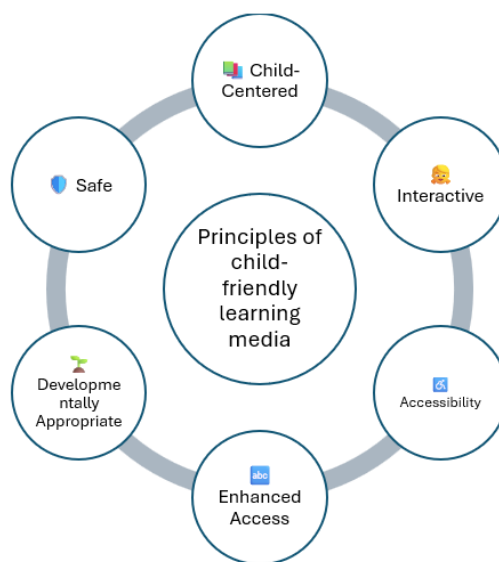 Child-
Centered
Interactive
Accessibility
abc
Enhanced
Access
Developme
ntally
Appropriate
Safe
Principles of
child-
friendly
learning
media